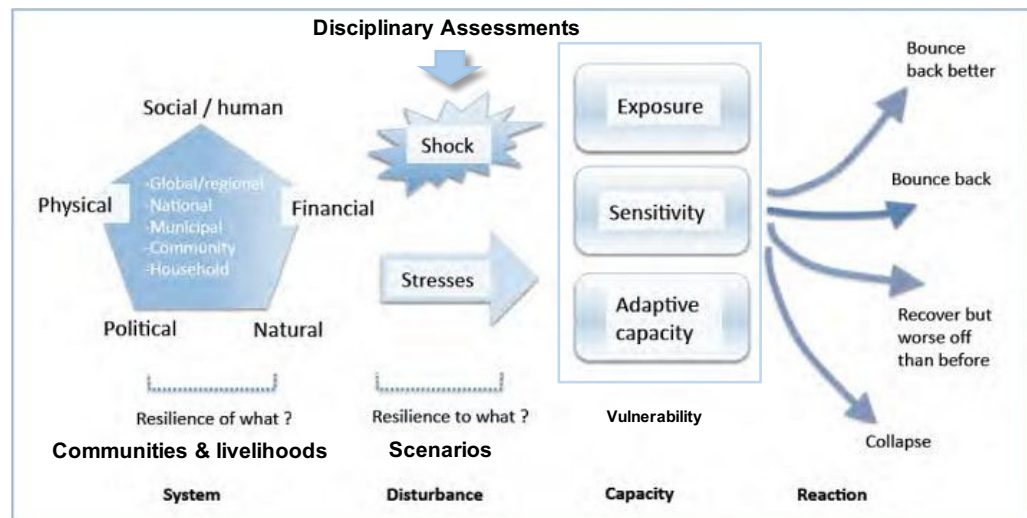 Disciplinary Assessments
Social / human
Physical
Financial
Political
Natural
-Global/regional
-National
-Municipal
-Community
-Household
Resilience of what ?
Communities & livelihoods
System
Shock
Stresses
Resilience to what ?
Scenarios
Disturbance
Exposure
Sensitivity
Adaptive
capacity
Vulnerability
Capacity
Bounce
back better
Bounce back
Recover but
worse off
than before
Collapse
Reaction